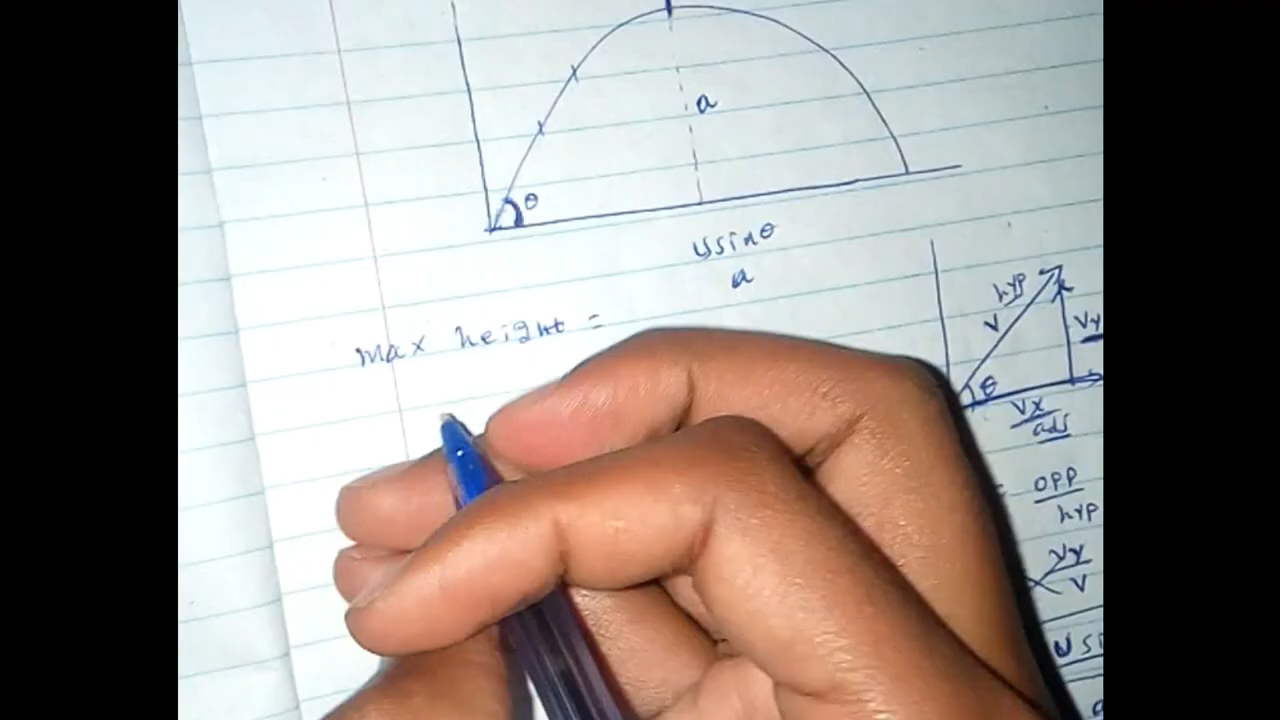 a
θ
usinθ
a
max height =
hyp
V
Vy
θ
Vx
adj
opp
hyp
Vy
V